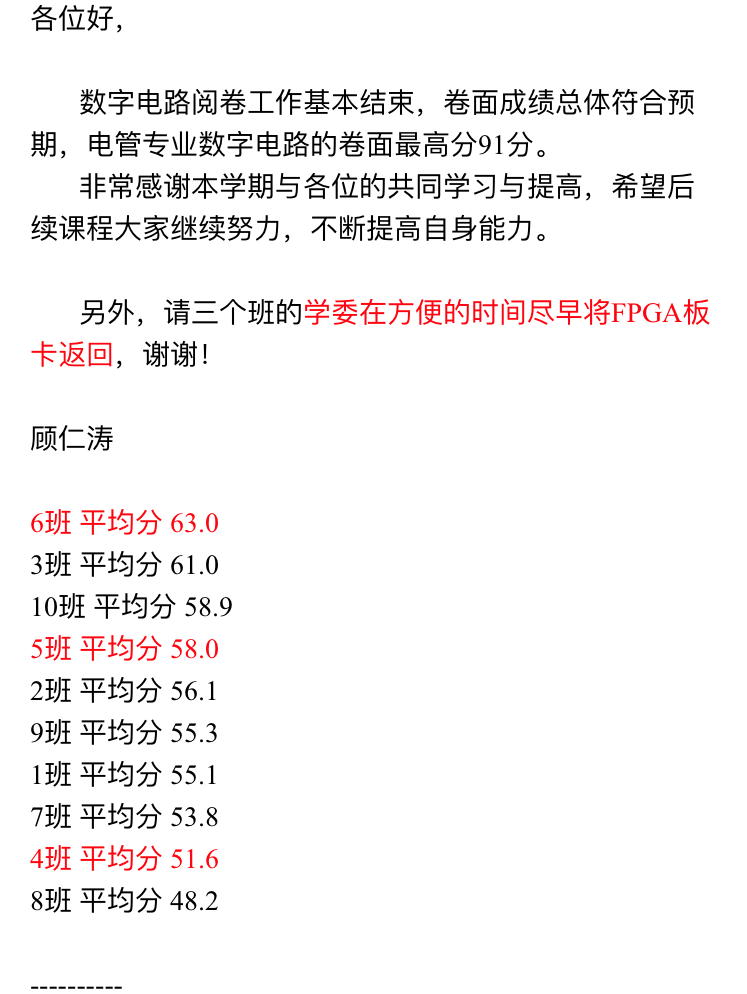 各位好，
数字电路阅卷工作基本结束，卷面成绩总体符合预
期，电管专业数字电路的卷面最高分91分。
非常感谢本学期与各位的共同学习与提高，希望后
续课程大家继续努力，不断提高自身能力。
另外，请三个班的学委在方便的时间尽早将FPGA板
卡返回，谢谢！
顾仁涛
6班 平均分 63.0
3班 平均分 61.0
10班 平均分 58.9
5班 平均分 58.0
2班 平均分 56.1
9班 平均分 55.3
1班 平均分 55.1
7班 平均分 53.8
4班 平均分 51.6
8班 平均分 48.2
----------